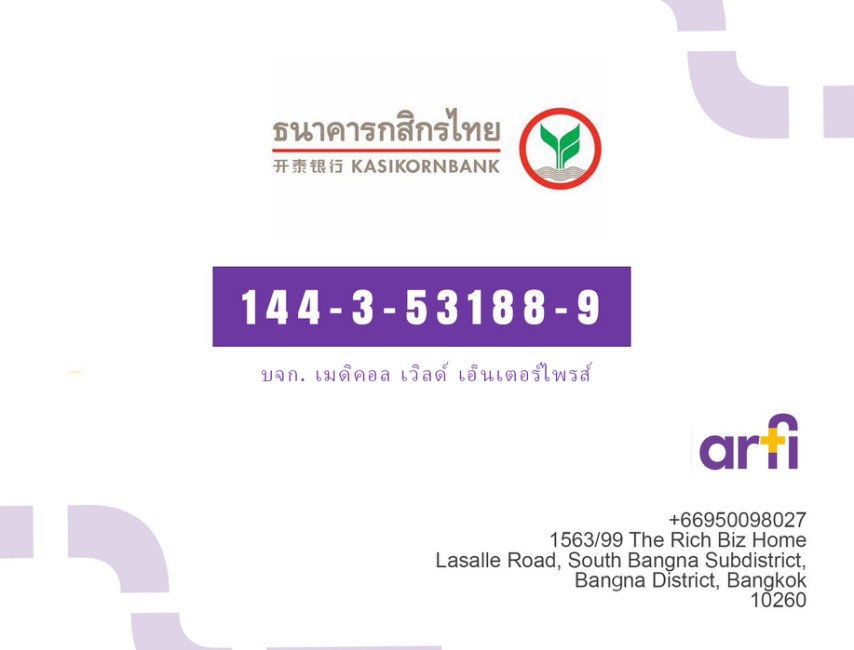 ธนาคารกสิกรไทย
开泰银行 KASIKORNBANK
144-3-53188-9
บจก. เมดิคอล เวิลด์ เอ็นเตอร์ไพรส์
arfi
+66950098027
1563/99 The Rich Biz Home
Lasalle Road, South Bangna Subdistrict,
Bangna District, Bangkok
10260